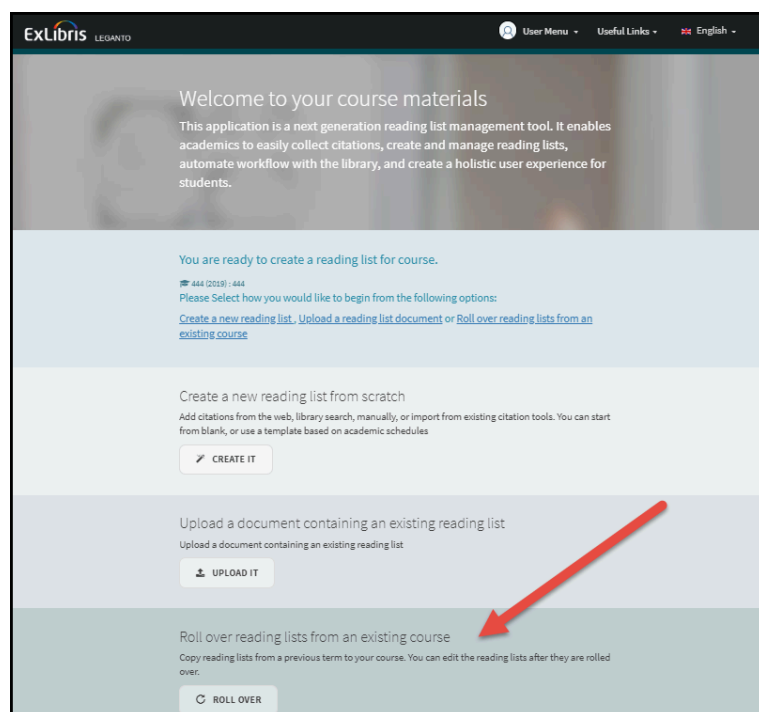 ExLibris LEGANTO
User Menu
Useful Links
English
Welcome to your course materials
This application is a next generation reading list management tool. It enables
academics to easily collect citations, create and manage reading lists,
automate workflow with the library, and create a holistic user experience for
students.
You are ready to create a reading list for course.
444 (2019) : 444
Please Select how you would like to begin from the following options:
Create a new reading list , Upload a reading list document or Roll over reading lists from an
existing course
Create a new reading list from scratch
Add citations from the web, library search, manually, or import from existing citation tools. You can start
from blank, or use a template based on academic schedules
CREATE IT
Upload a document containing an existing reading list
Upload a document containing an existing reading list
UPLOAD IT
Roll over reading lists from an existing course
Copy reading lists from a previous term to your course. You can edit the reading lists after they are rolled
over.
ROLL OVER